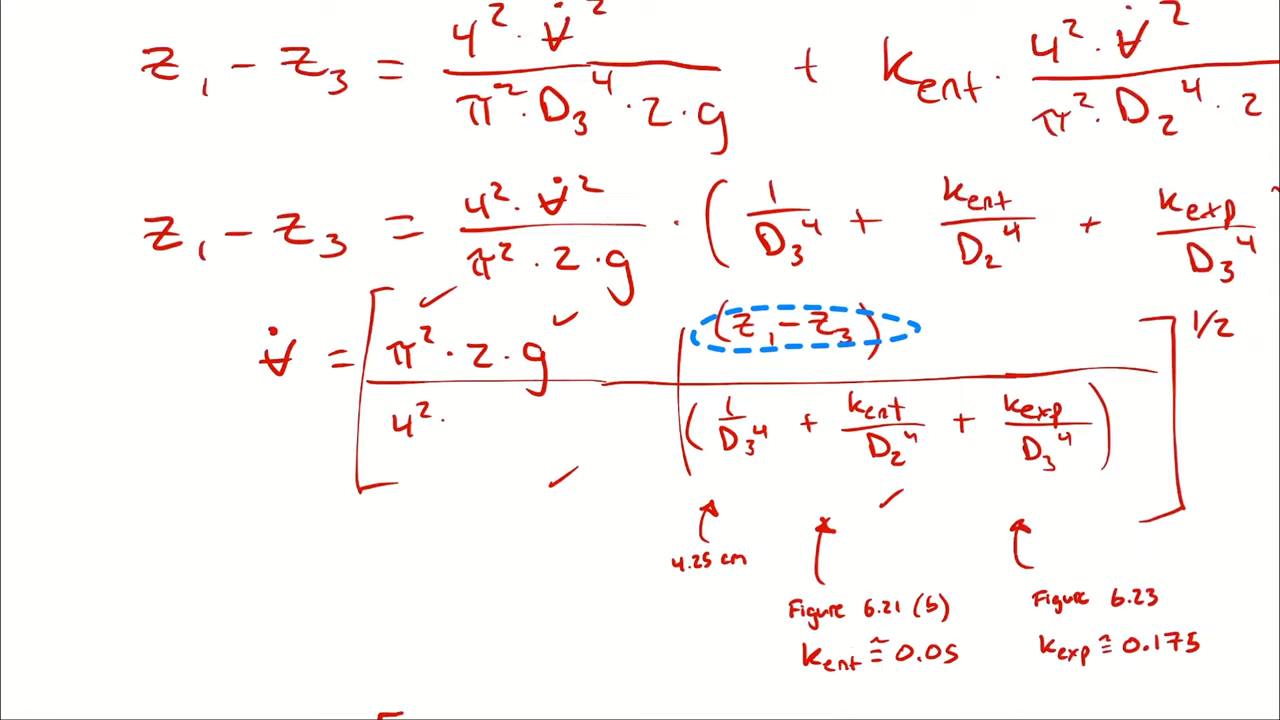 z₁ − z₃ = 4²·V̇² / π²·D₃⁴·2·g + kent· 4²·V̇² / π²·D₂⁴·2
z₁ − z₃ = 4²·V̇² / π²·2·g · ( 1 / D₃⁴ + kent / D₂⁴ + kexp / D₃⁴
V̇ = [ π²·2·g / 4²· (z₁ − z₃) / ( 1 / D₃⁴ + kent / D₂⁴ + kexp / D₃⁴ ) ] 1/2
4.25 cm
Figure 6.21 (b)
kent ≅ 0.05
Figure 6.23
kexp ≅ 0.175